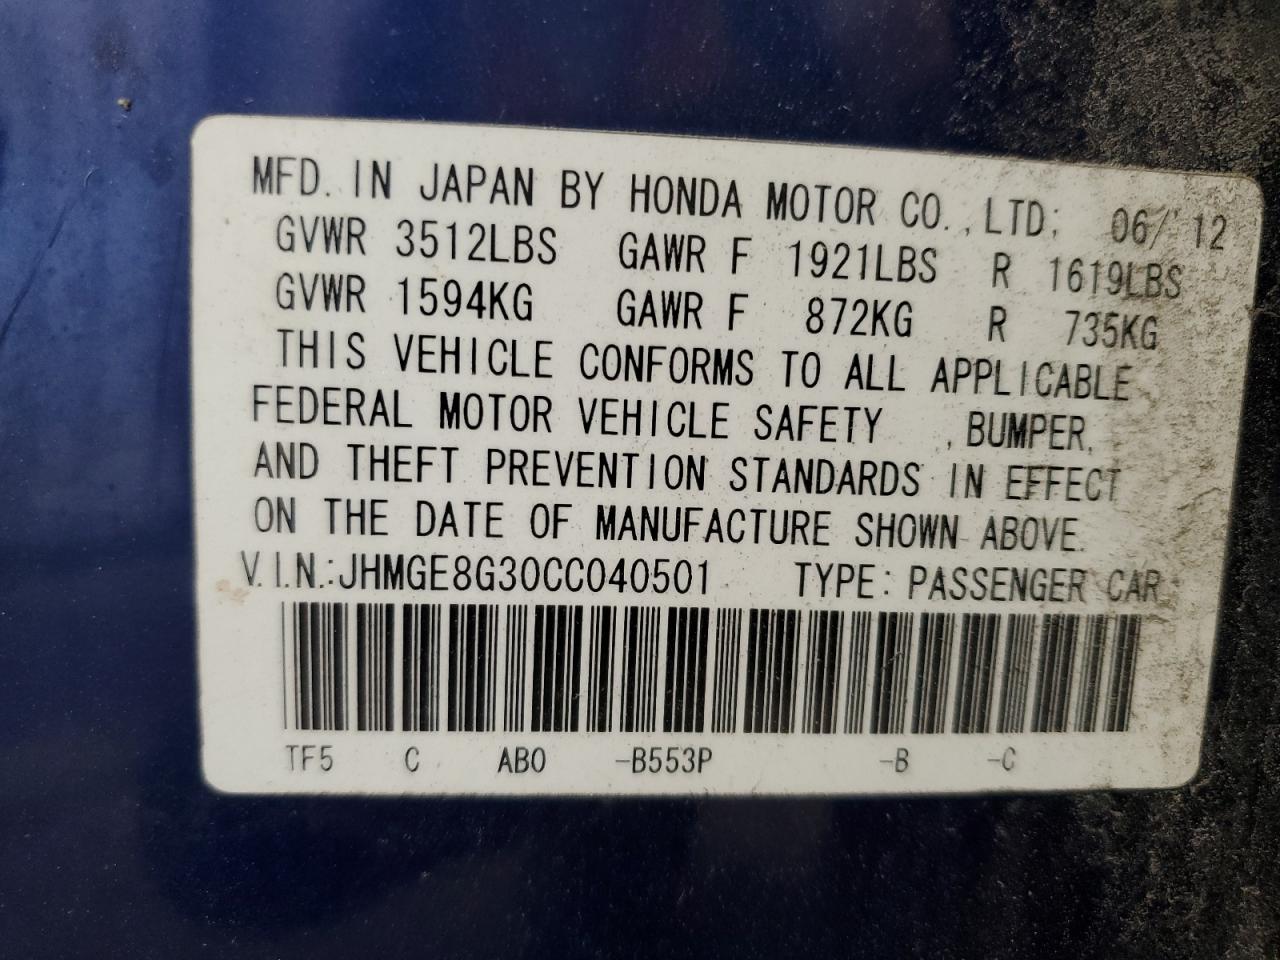 MFD. IN JAPAN BY HONDA MOTOR CO., LTD; 06/ 12
GVWR 3512LBS GAWR F 1921LBS R 1619LBS
GVWR 1594KG GAWR F 872KG R 735KG
THIS VEHICLE CONFORMS TO ALL APPLICABLE
FEDERAL MOTOR VEHICLE SAFETY , BUMPER,
AND THEFT PREVENTION STANDARDS IN EFFECT
ON THE DATE OF MANUFACTURE SHOWN ABOVE.
V.I.N.:JHMGE8G30CC040501 TYPE: PASSENGER CAR
TF5 C AB0 -B553P -B -C